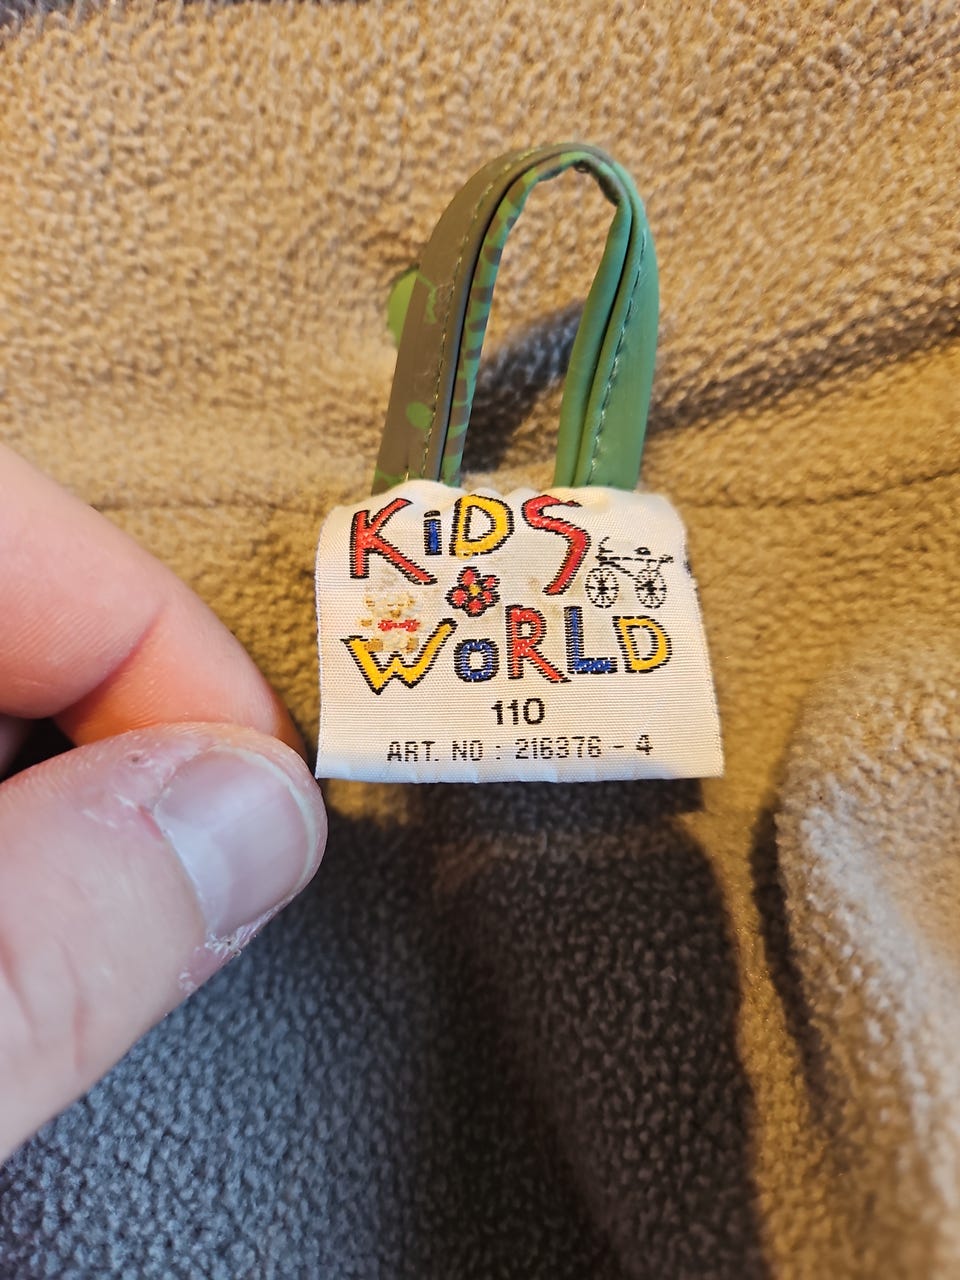 KiDS
WORLD
110
ART. NO : 216376 - 4